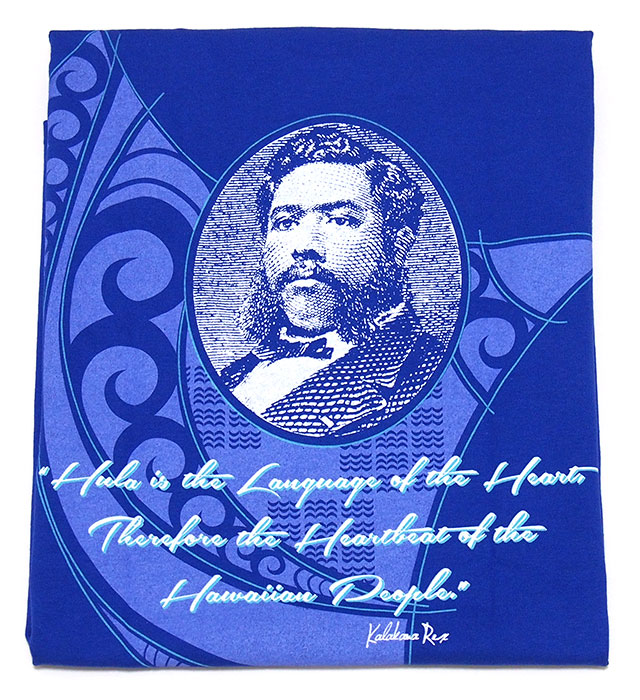 "Hula is the Language of the Heart,
Therefore the Heartbeat of the
Hawaiian People."
Kalakaua Rex